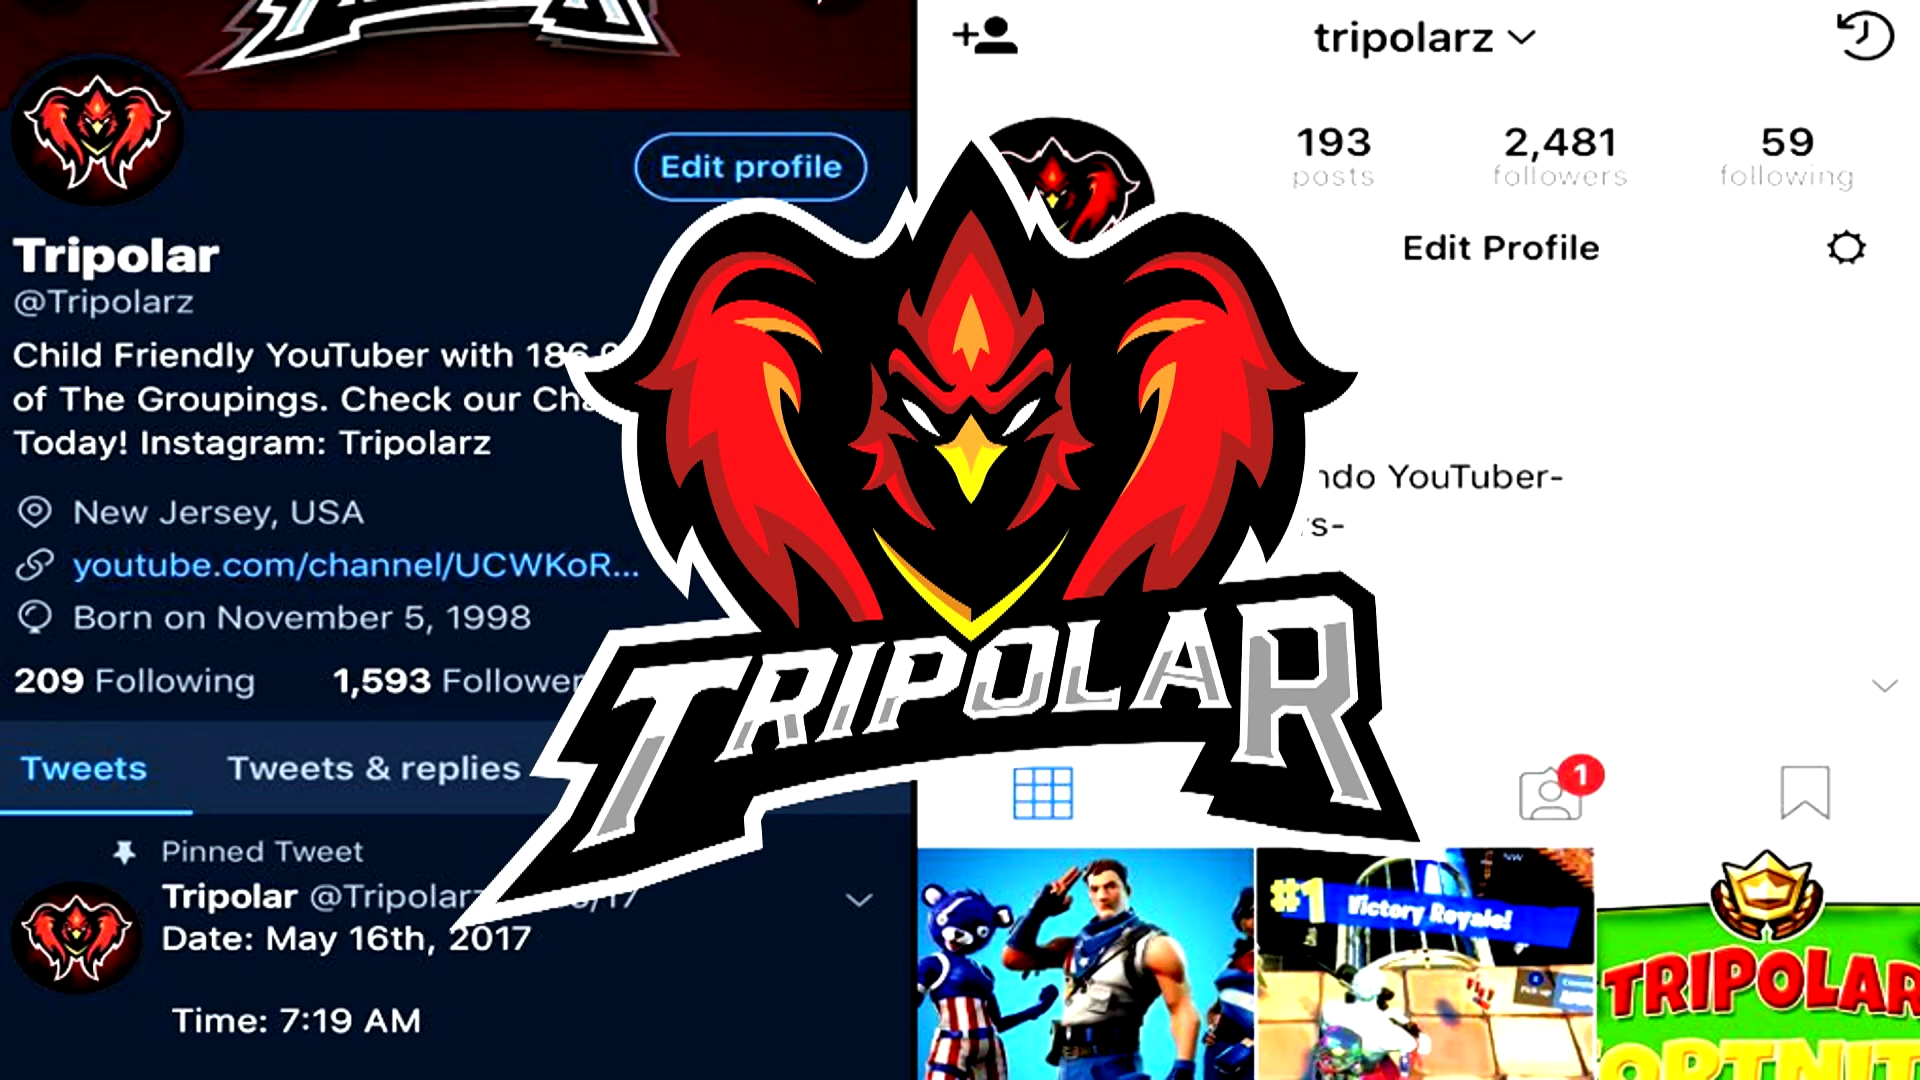 Edit profile
Tripolar
@Tripolarz
Child Friendly YouTuber with 186
of The Groupings. Check our
Today! Instagram: Tripolarz
New Jersey, USA
youtube.com/channel/UCWKoR...
Born on November 5, 1998
209 Following 1,593
Tweets Tweets & replies
Pinned Tweet
Tripolar
Date: May 16th, 2017
Time: 7:19 AM
TRIPOLAR
tripolarz
193 2,481 59
posts followers following
Edit Profile
YouTuber-
1
#1 Victory Royale!
TRIPOLAR